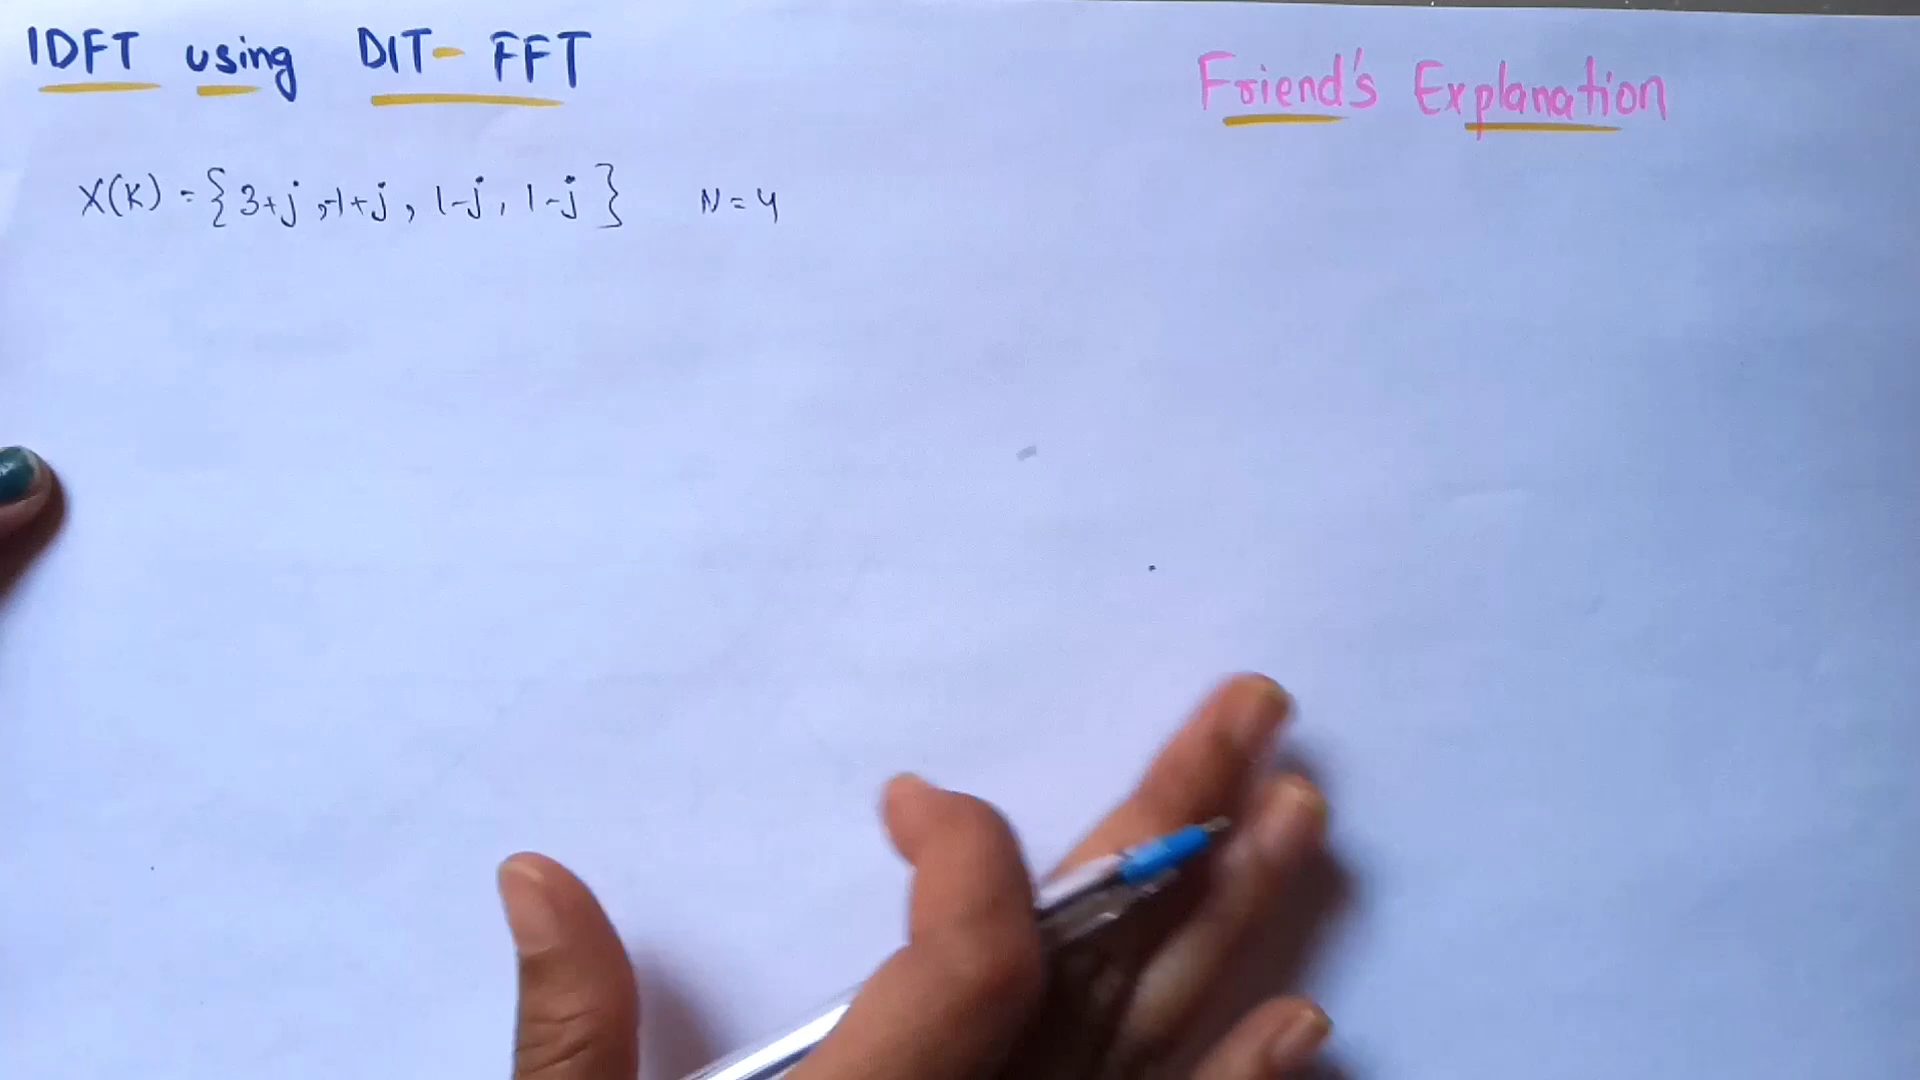 IDFT using DIT- FFT
Friend's Explanation
X(K) = {3+j ,-1+j , 1-j, 1-j } N=4